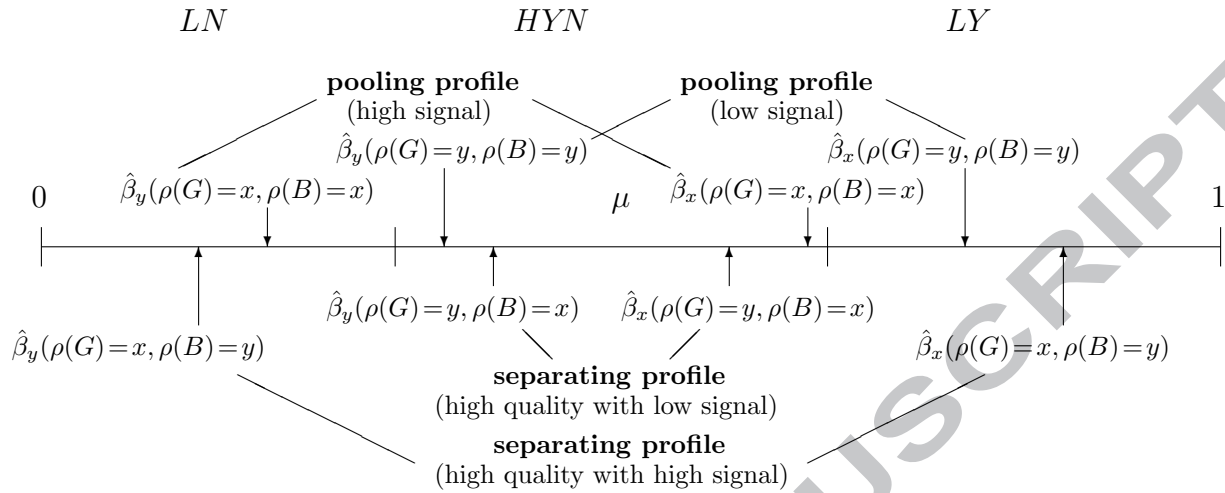 LN HYN LY
pooling profile pooling profile
(high signal) (low signal)
β̂_y(ρ(G)=y, ρ(B)=y) β̂_x(ρ(G)=y, ρ(B)=y)
β̂_y(ρ(G)=x, ρ(B)=x) β̂_x(ρ(G)=x, ρ(B)=x)
0 μ 1
β̂_y(ρ(G)=y, ρ(B)=x) β̂_x(ρ(G)=y, ρ(B)=x)
β̂_y(ρ(G)=x, ρ(B)=y) β̂_x(ρ(G)=x, ρ(B)=y)
separating profile
(high quality with low signal)
separating profile
(high quality with high signal)